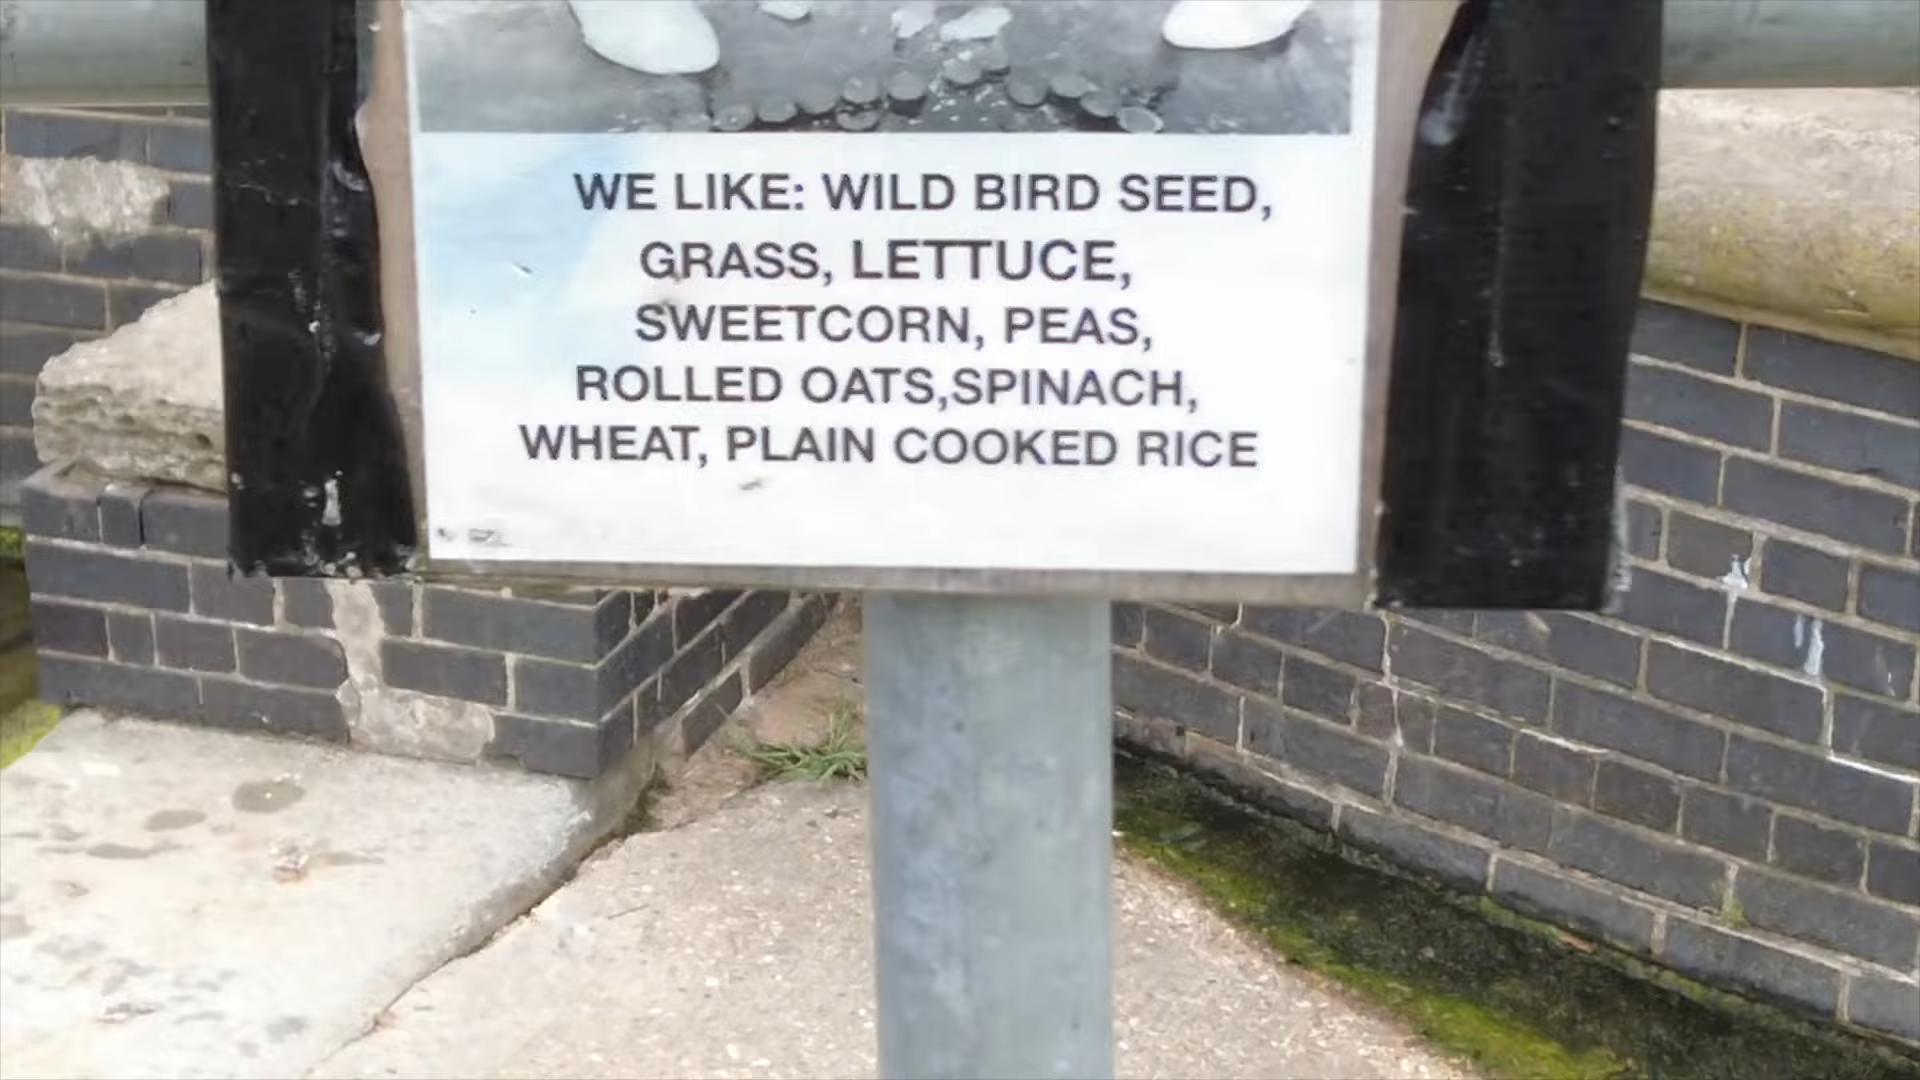 WE LIKE: WILD BIRD SEED,
GRASS, LETTUCE,
SWEETCORN, PEAS,
ROLLED OATS,SPINACH,
WHEAT, PLAIN COOKED RICE